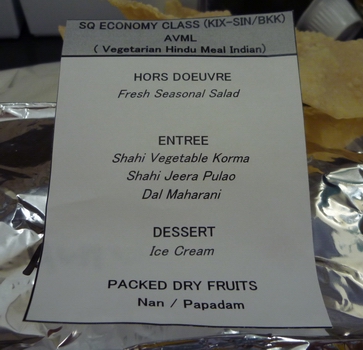 SQ ECONOMY CLASS (KIX-SIN/BKK)
AVML
( Vegetarian Hindu Meal Indian)
HORS DOEUVRE
Fresh Seasonal Salad
ENTREE
Shahi Vegetable Korma
Shahi Jeera Pulao
Dal Maharani
DESSERT
Ice Cream
PACKED DRY FRUITS
Nan / Papadam